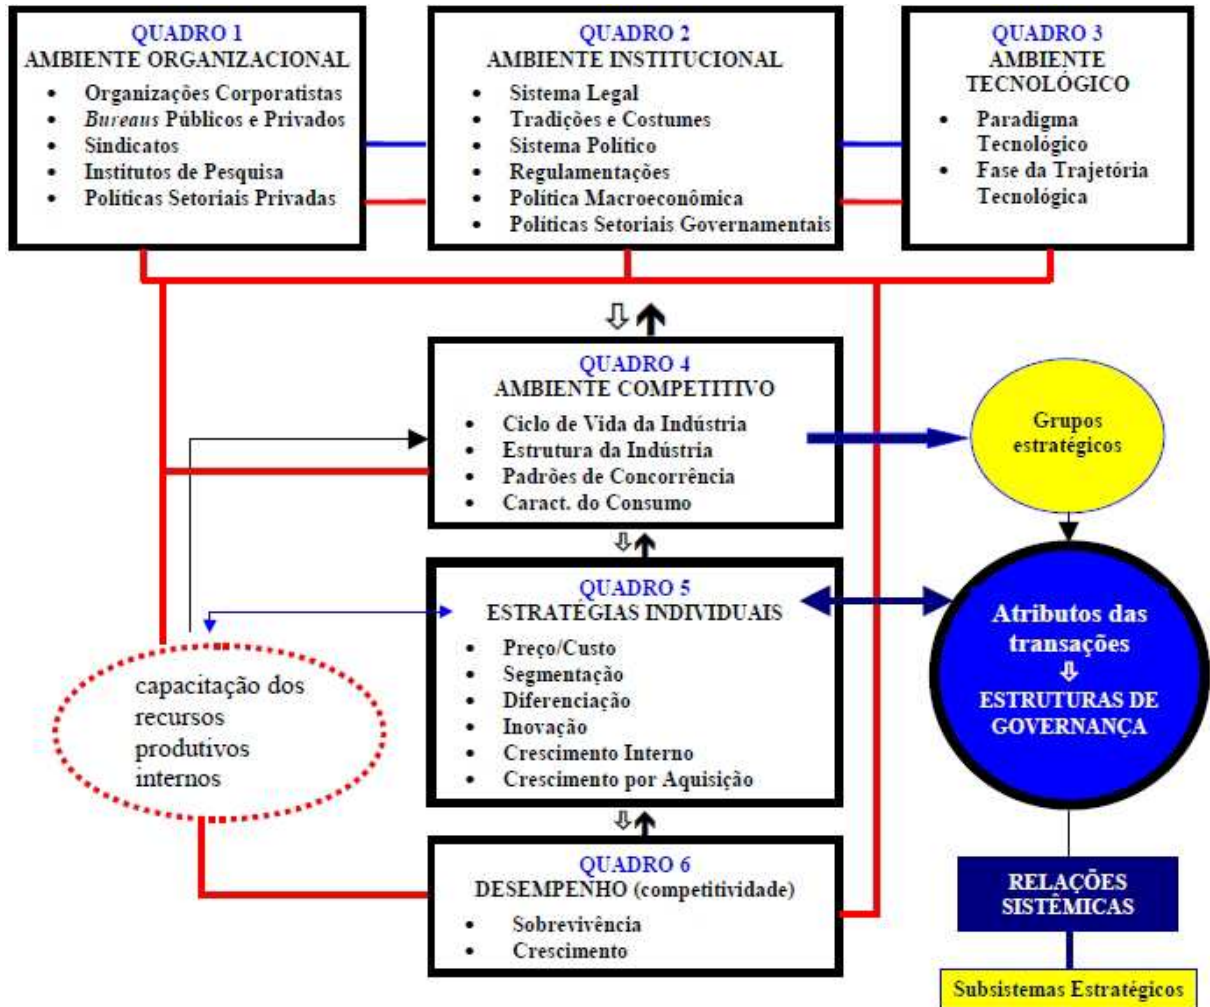 QUADRO 1
AMBIENTE ORGANIZACIONAL
• Organizações Corporatistas
• Bureaus Públicos e Privados
• Sindicatos
• Institutos de Pesquisa
• Políticas Setoriais Privadas
QUADRO 2
AMBIENTE INSTITUCIONAL
• Sistema Legal
• Tradições e Costumes
• Sistema Político
• Regulamentações
• Política Macroeconômica
• Políticas Setoriais Governamentais
QUADRO 3
AMBIENTE
TECNOLÓGICO
• Paradigma
Tecnológico
• Fase da Trajetória
Tecnológica
QUADRO 4
AMBIENTE COMPETITIVO
• Ciclo de Vida da Indústria
• Estrutura da Indústria
• Padrões de Concorrência
• Caract. do Consumo
Grupos
estratégicos
QUADRO 5
ESTRATÉGIAS INDIVIDUAIS
• Preço/Custo
• Segmentação
• Diferenciação
• Inovação
• Crescimento Interno
• Crescimento por Aquisição
Atributos das
transações
⇩
ESTRUTURAS DE
GOVERNANÇA
capacitação dos
recursos
produtivos
internos
QUADRO 6
DESEMPENHO (competitividade)
• Sobrevivência
• Crescimento
RELAÇÕES
SISTÊMICAS
Subsistemas Estratégicos